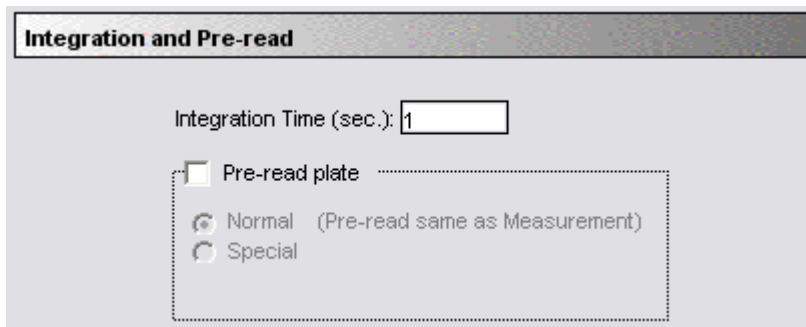 Integration and Pre-read
Integration Time (sec.): 1
Pre-read plate
Normal (Pre-read same as Measurement)
Special